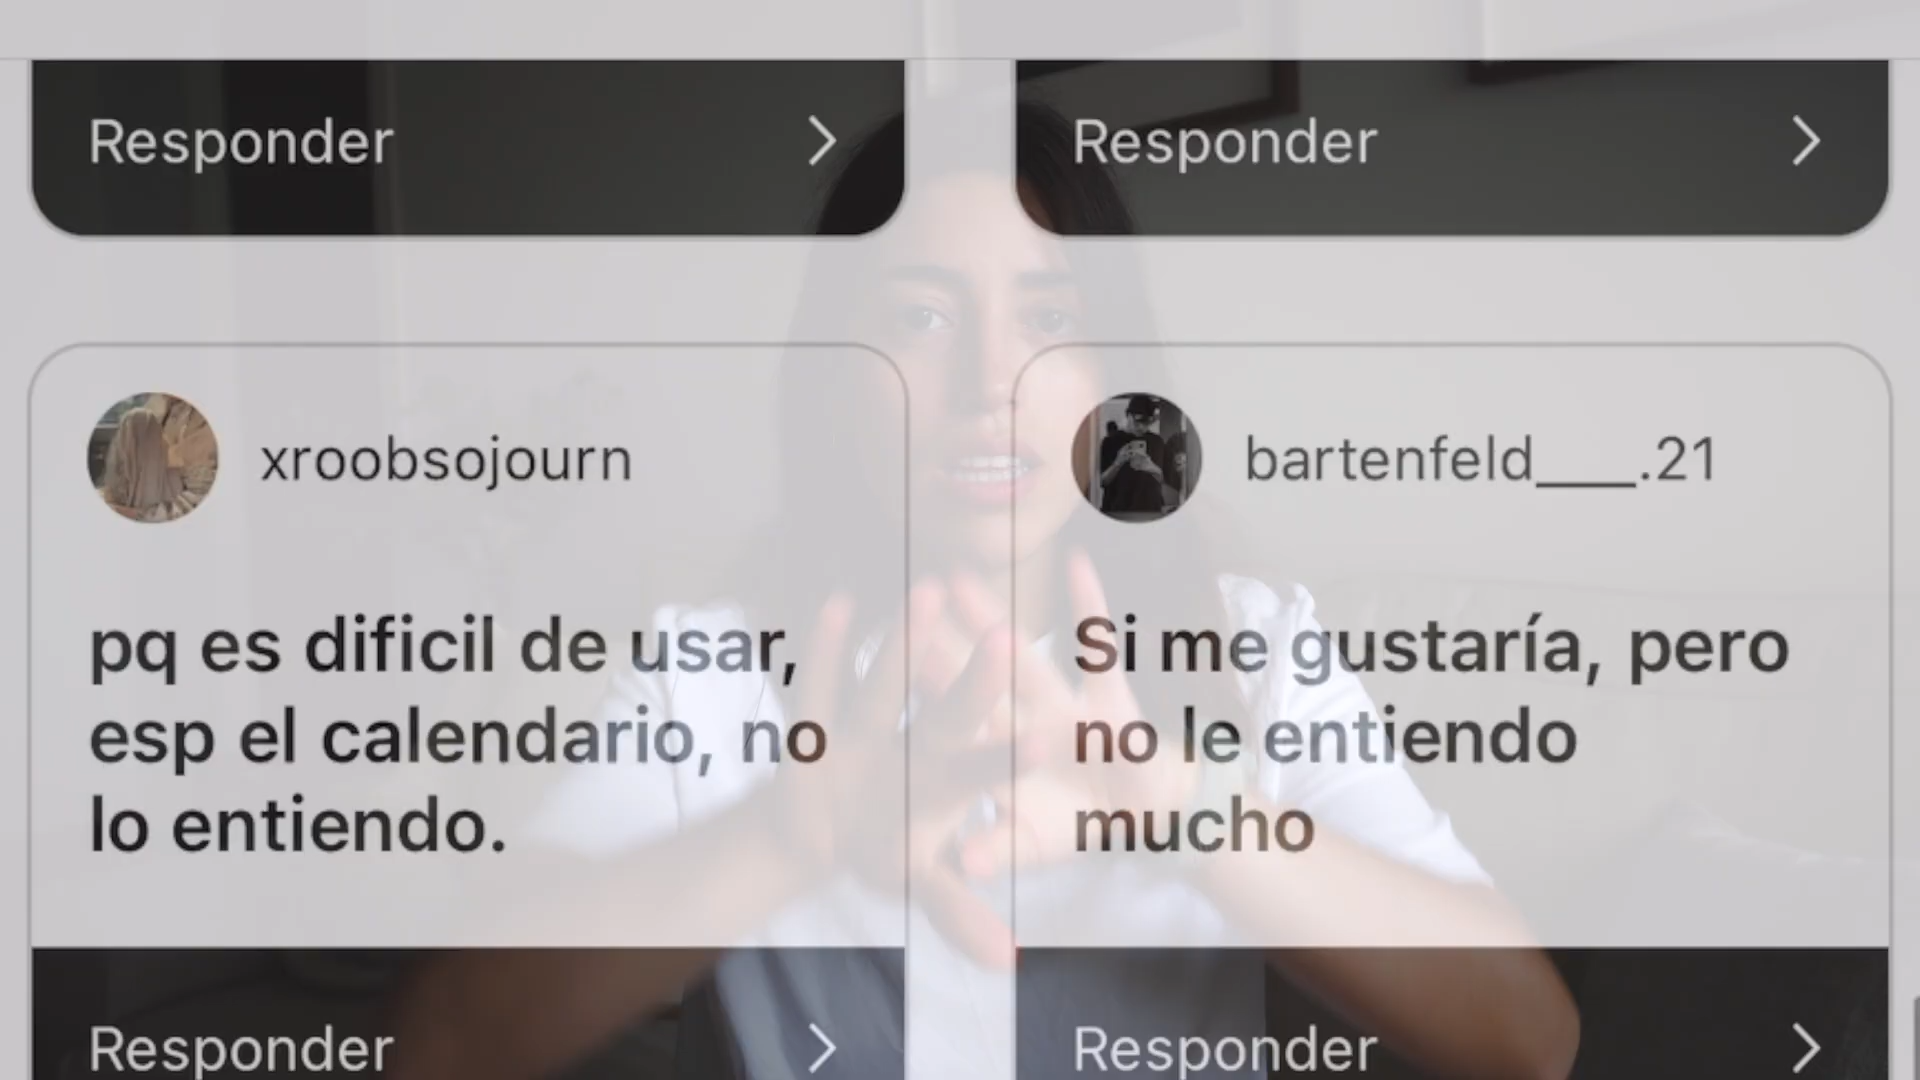 Responder
Responder
xroobsojourn
pq es dificil de usar,
esp el calendario, no
lo entiendo.
Responder
bartenfeld____.21
Si me gustaría, pero
no le entiendo
mucho
Responder